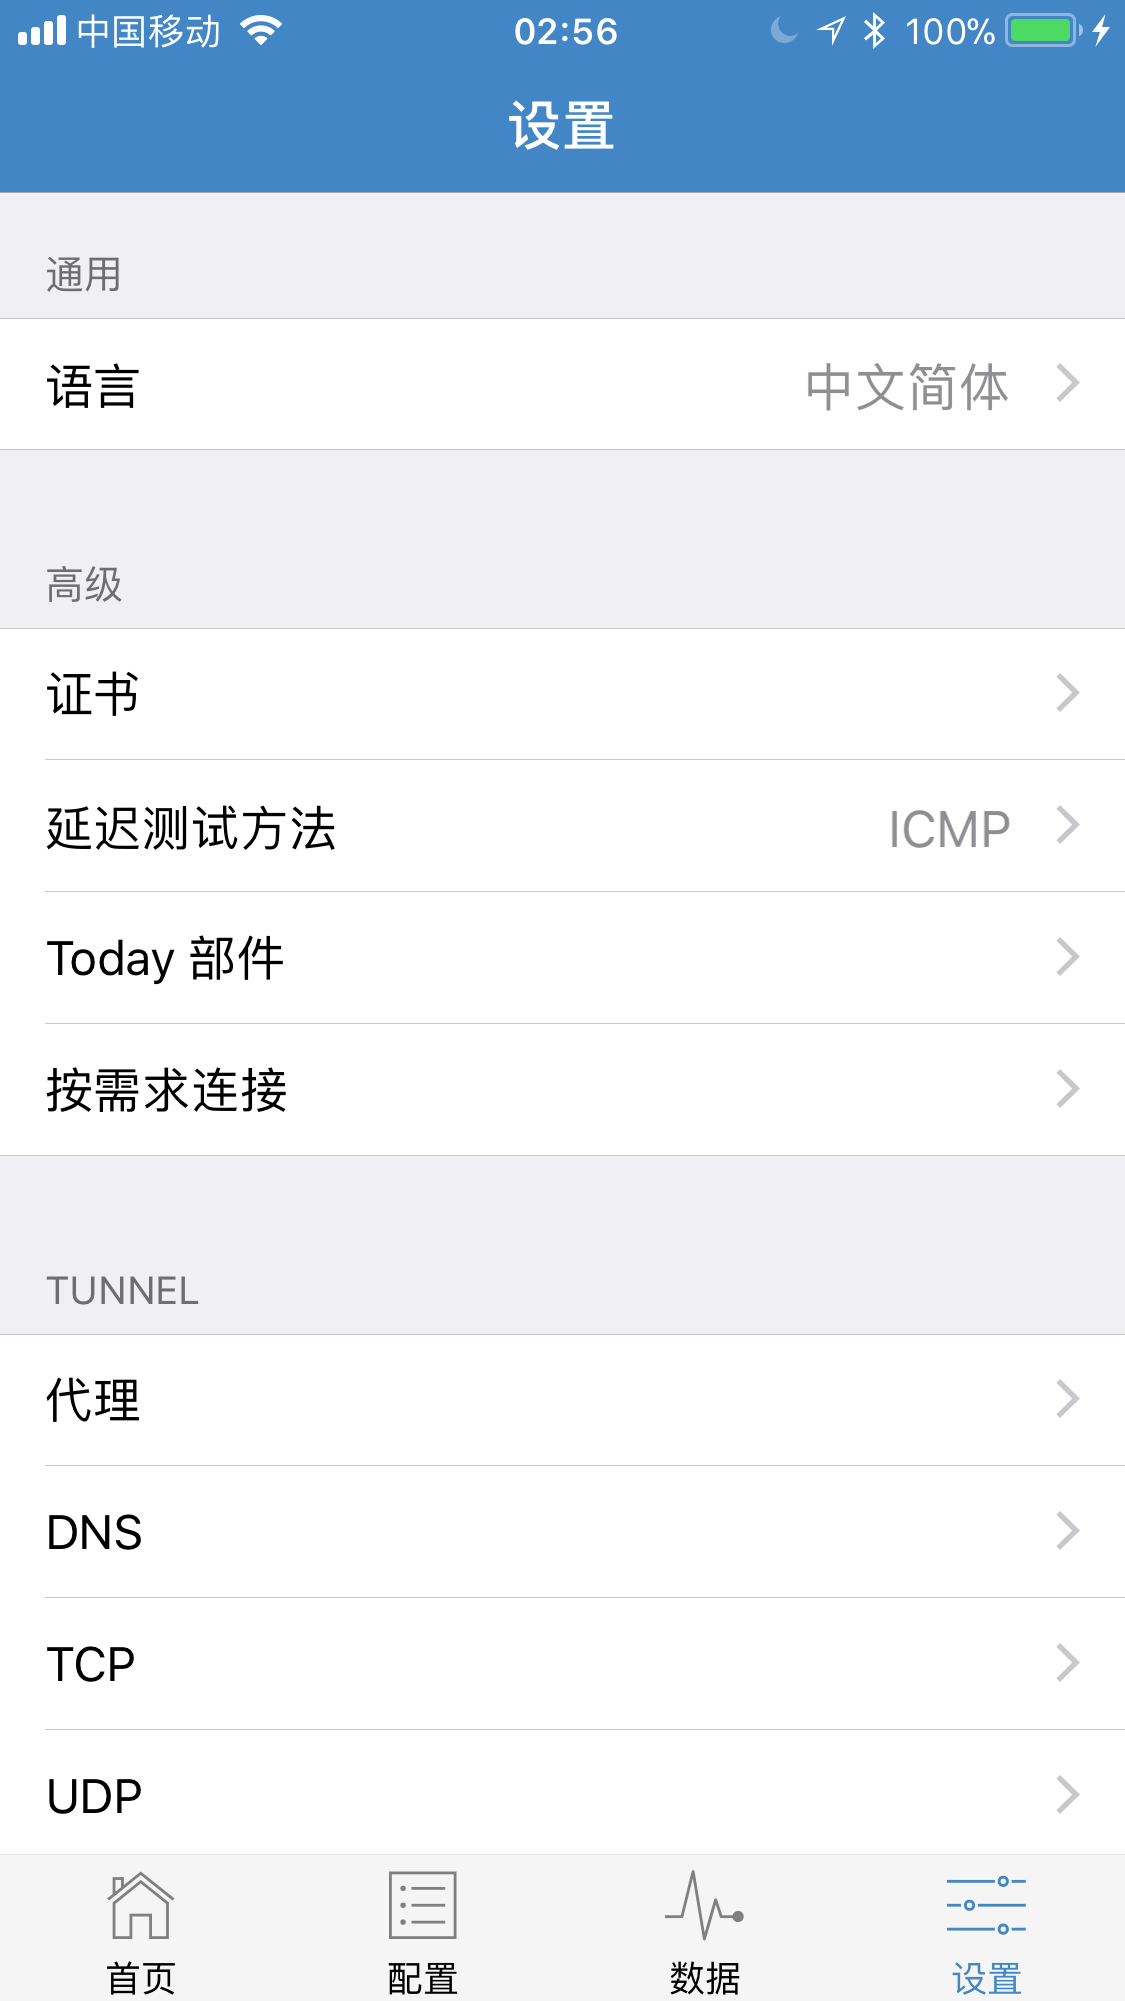 中国移动 02:56 100%
设置
通用
语言 中文简体
高级
证书
延迟测试方法 ICMP
Today 部件
按需求连接
TUNNEL
代理
DNS
TCP
UDP
首页 配置 数据 设置